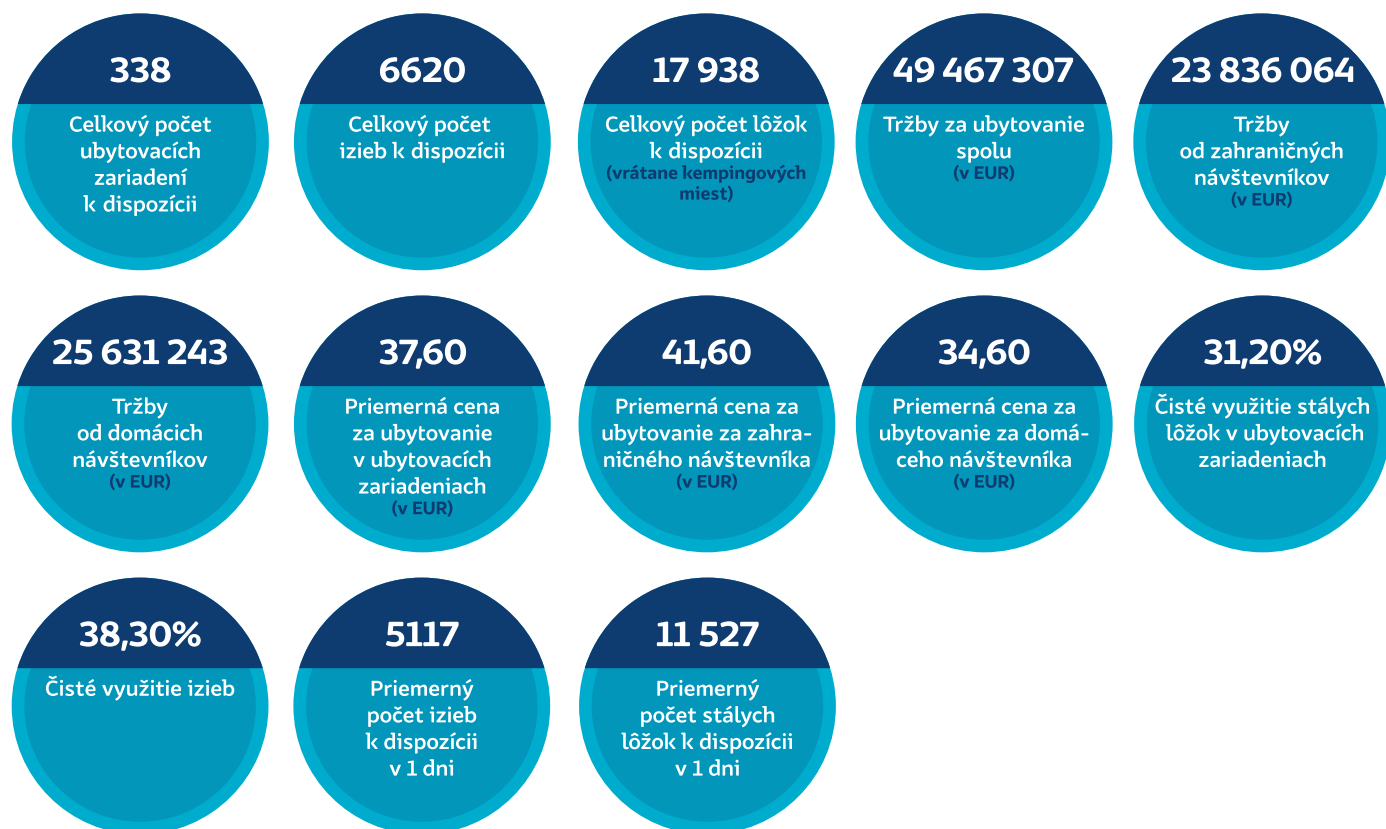 338
Celkový počet
ubytovacích
zariadení
k dispozícii
6620
Celkový počet
izieb k dispozícii
17 938
Celkový počet lôžok
k dispozícii
(vrátane kempingových
miest)
49 467 307
Tržby za ubytovanie
spolu
(v EUR)
23 836 064
Tržby
od zahraničných
návštevníkov
(v EUR)
25 631 243
Tržby
od domácich
návštevníkov
(v EUR)
37,60
Priemerná cena
za ubytovanie
v ubytovacích
zariadeniach
(v EUR)
41,60
Priemerná cena za
ubytovanie za zahra-
ničného návštevníka
(v EUR)
34,60
Priemerná cena za
ubytovanie za domá-
ceho návštevníka
(v EUR)
31,20%
Čisté využitie stálych
lôžok v ubytovacích
zariadeniach
38,30%
Čisté využitie izieb
5117
Priemerný
počet izieb
k dispozícii
v 1 dni
11 527
Priemerný
počet stálych
lôžok k dispozícii
v 1 dni